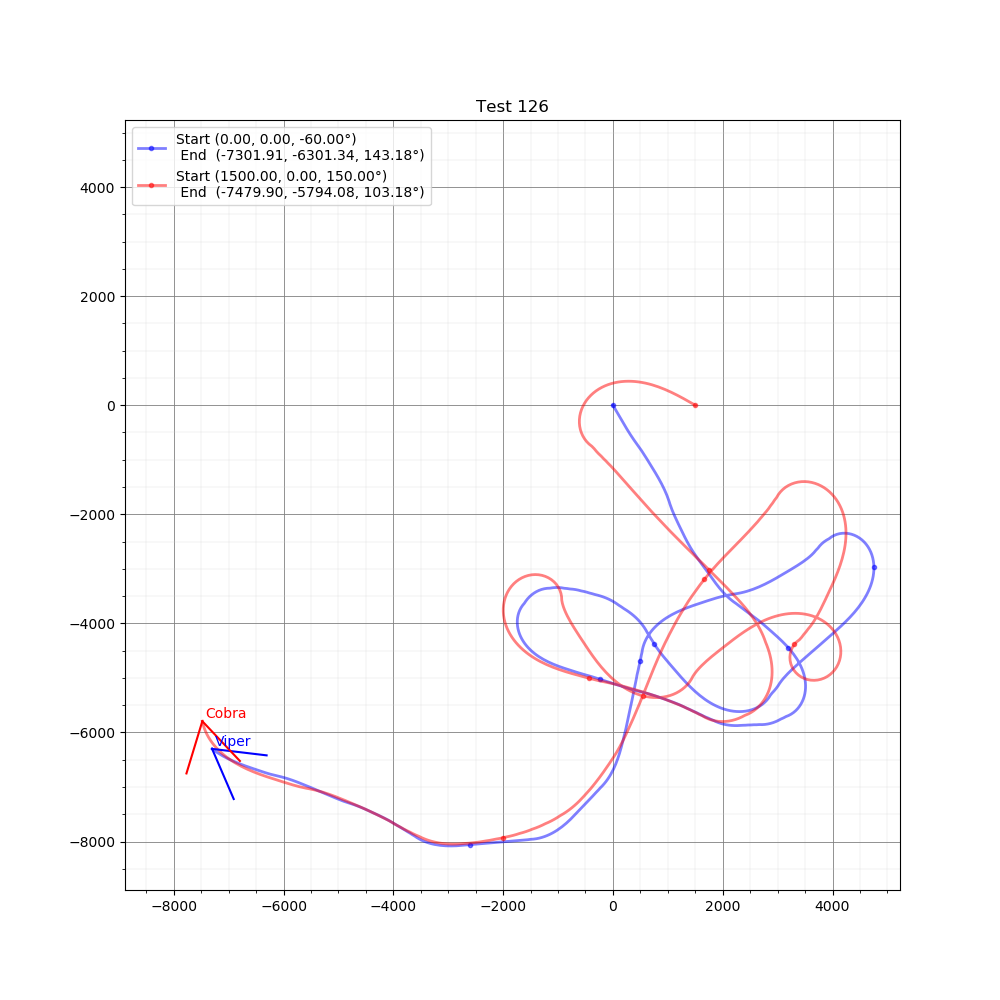 Test 126
Start (0.00, 0.00, -60.00°)
End  (-7301.91, -6301.34, 143.18°)
Start (1500.00, 0.00, 150.00°)
End  (-7479.90, -5794.08, 103.18°)
4000
2000
0
−2000
−4000
−6000
−8000
Cobra
Viper
−8000 −6000 −4000 −2000 0 2000 4000